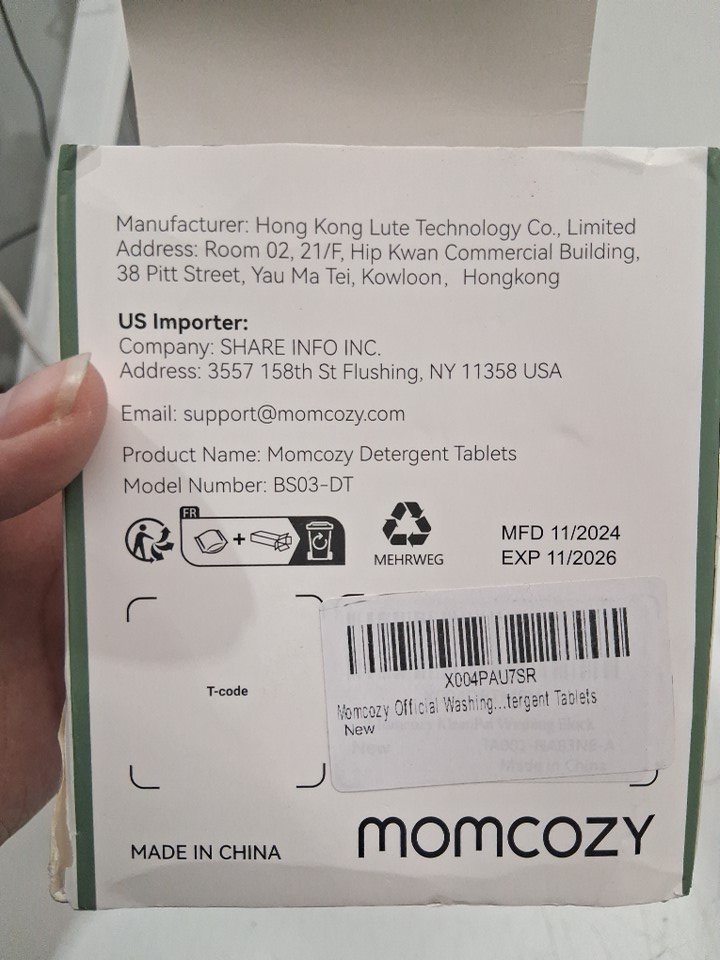 Manufacturer: Hong Kong Lute Technology Co., Limited
Address: Room 02, 21/F, Hip Kwan Commercial Building,
38 Pitt Street, Yau Ma Tei, Kowloon, Hongkong
US Importer:
Company: SHARE INFO INC.
Address: 3557 158th St Flushing, NY 11358 USA
Email: support@momcozy.com
Product Name: Momcozy Detergent Tablets
Model Number: BS03-DT
FR
+
MEHRWEG
MFD 11/2024
EXP 11/2026
T-code
X004PAU7SR
Momcozy Official Washing...tergent Tablets
New
New
Made in China
MADE IN CHINA
momcozy